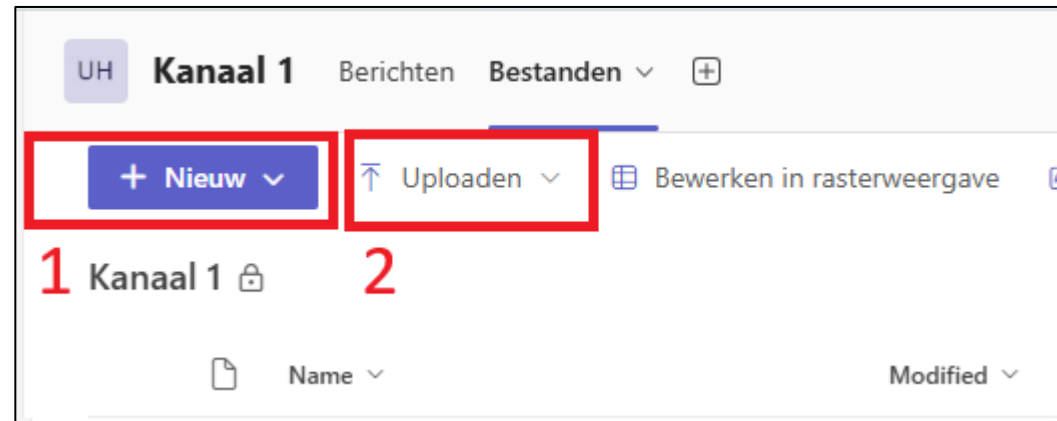 UH Kanaal 1 Berichten Bestanden
+ Nieuw Uploaden Bewerken in rasterweergave
1 Kanaal 1 2
Name Modified